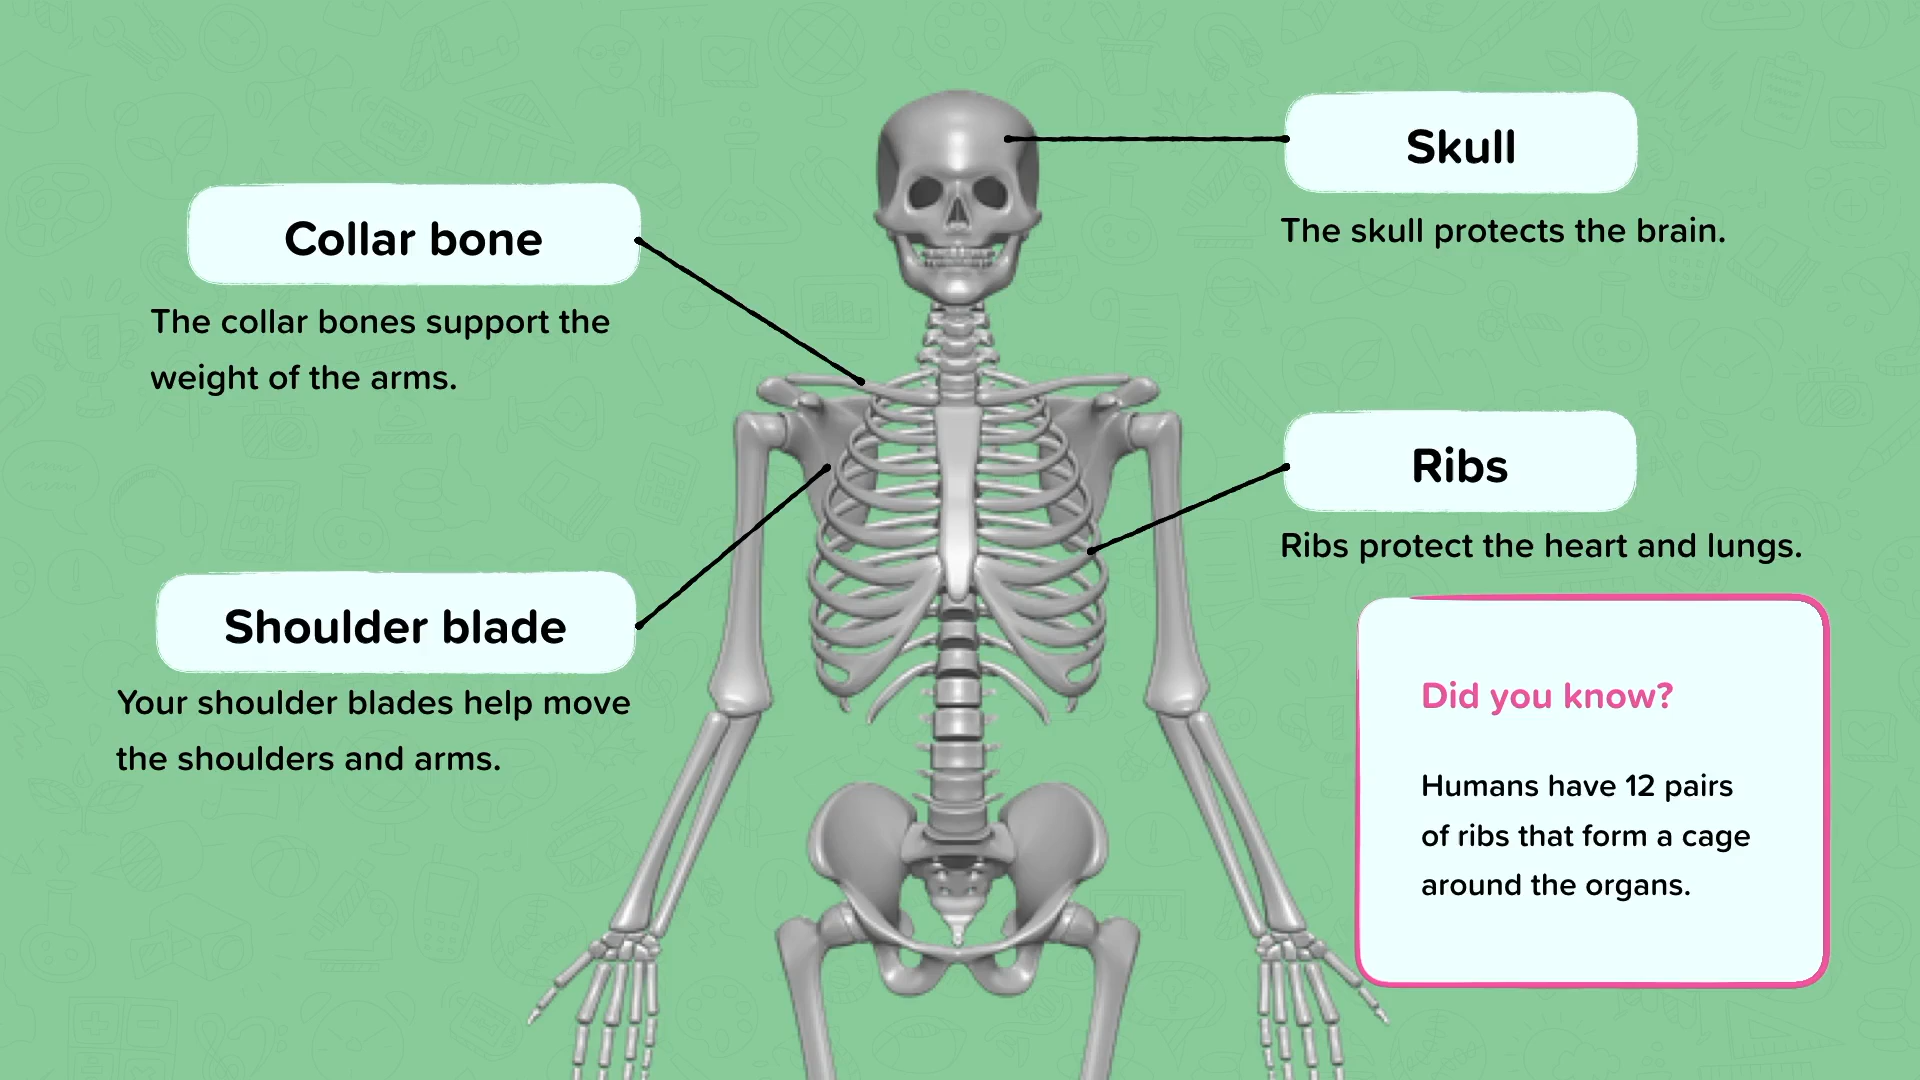 Skull
The skull protects the brain.
Collar bone
The collar bones support the
weight of the arms.
Ribs
Ribs protect the heart and lungs.
Shoulder blade
Your shoulder blades help move
the shoulders and arms.
Did you know?
Humans have 12 pairs
of ribs that form a cage
around the organs.